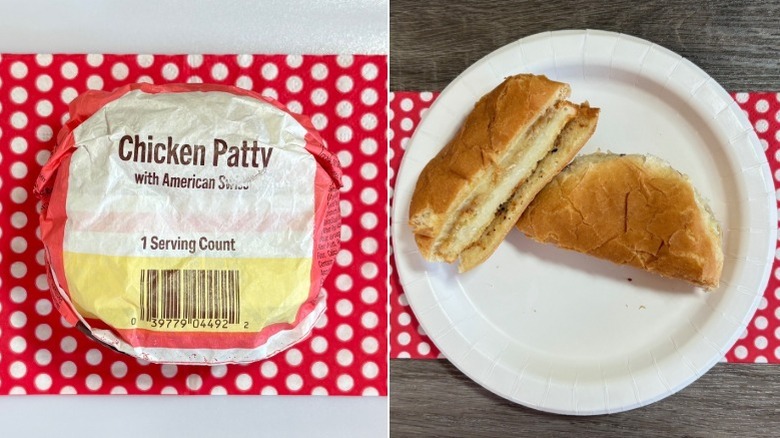 Chicken Patty
with American Swiss
1 Serving Count
0 39779 04492 2